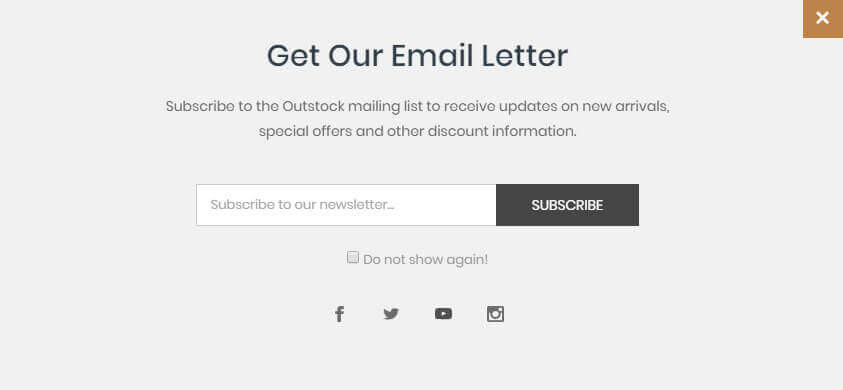 Get Our Email Letter
Subscribe to the Outstock mailing list to receive updates on new arrivals,
special offers and other discount information.
Subscribe to our newsletter...
SUBSCRIBE
Do not show again!